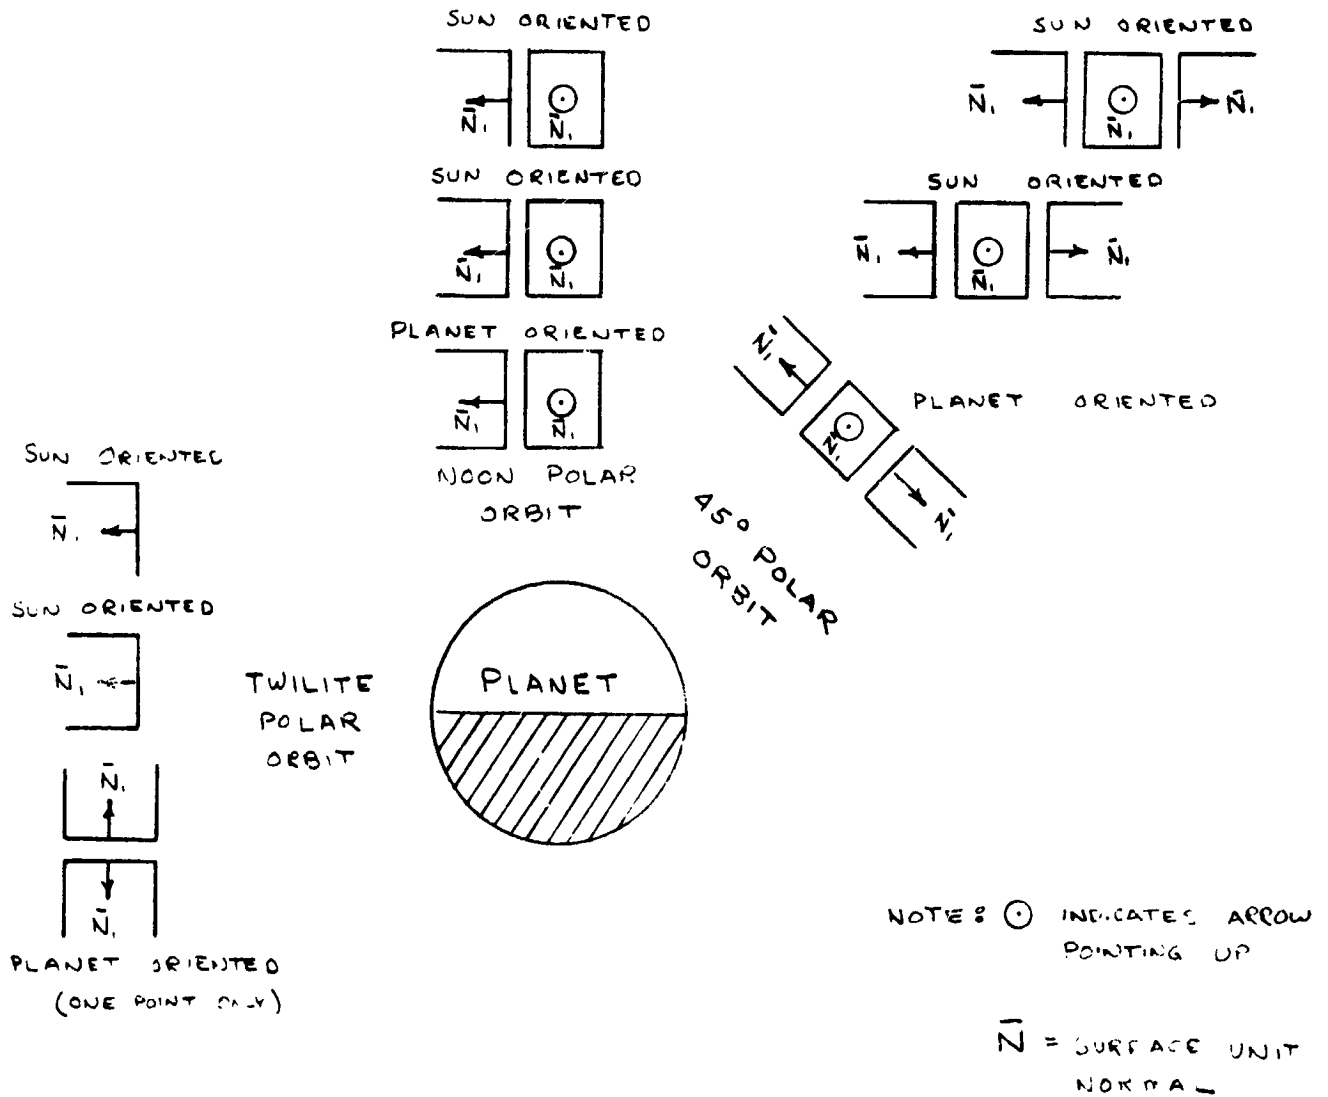 SUN ORIENTED
N̄₁ N̄₁
SUN ORIENTED
N̄₁ N̄₁
PLANET ORIENTED
N̄₁ N̄₁
NOON POLAR
ORBIT
SUN ORIENTED
N̄₁ N̄₁ N̄₁
SUN ORIENTED
N̄₁ N̄₁ N̄₁
PLANET ORIENTED
N̄₁ N̄₁ N̄₁
45° POLAR
ORBIT
SUN ORIENTED
N̄₁
SUN ORIENTED
N̄₁
TWILITE
POLAR
ORBIT
PLANET
N̄₁
N̄₁
PLANET ORIENTED
(ONE POINT ONLY)
NOTE: ⊙ INDICATES ARROW
POINTING UP
N̄ = SURFACE UNIT
NORMAL